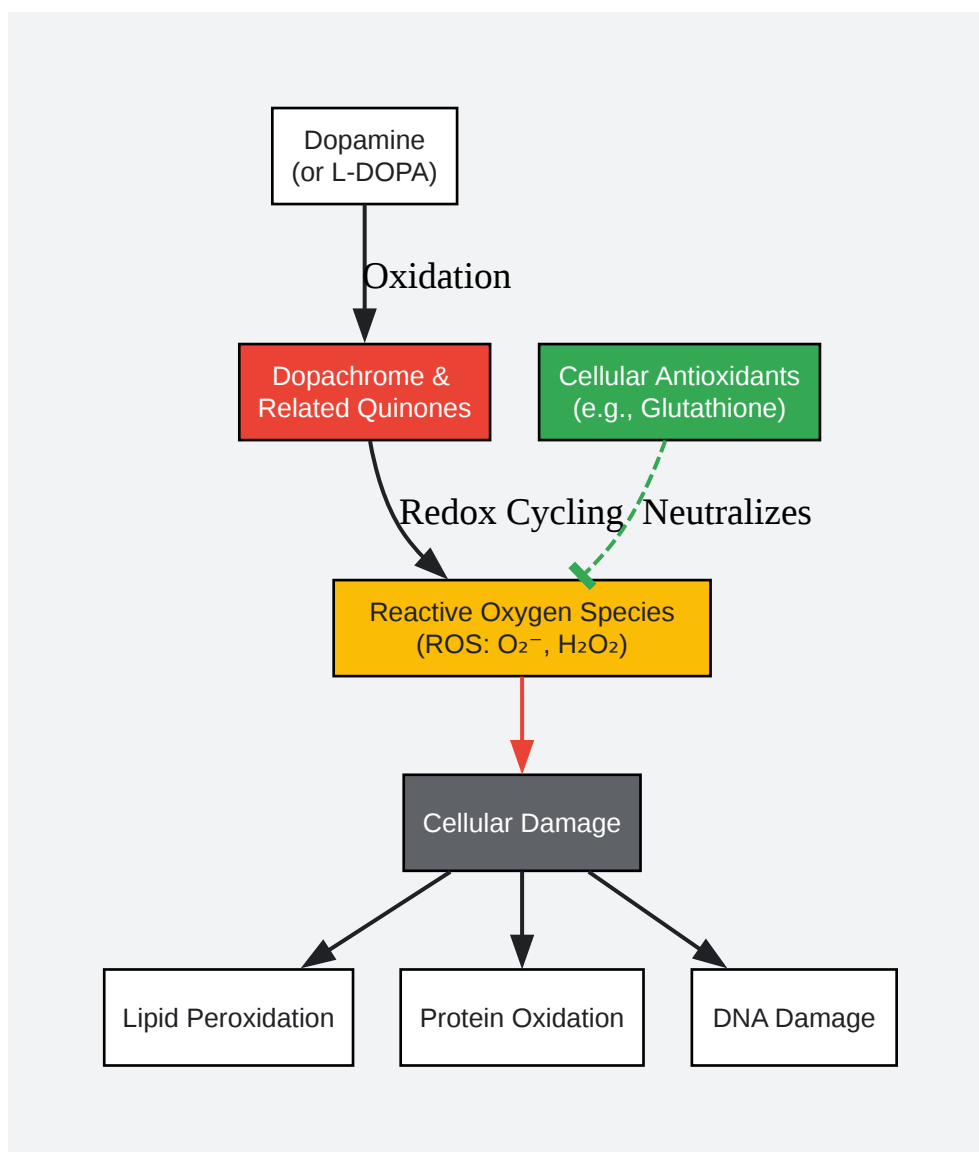 Dopamine
(or L-DOPA)
Oxidation
Dopachrome &
Related Quinones
Cellular Antioxidants
(e.g., Glutathione)
Redox Cycling
Neutralizes
Reactive Oxygen Species
(ROS: O₂⁻, H₂O₂)
Cellular Damage
Lipid Peroxidation
Protein Oxidation
DNA Damage